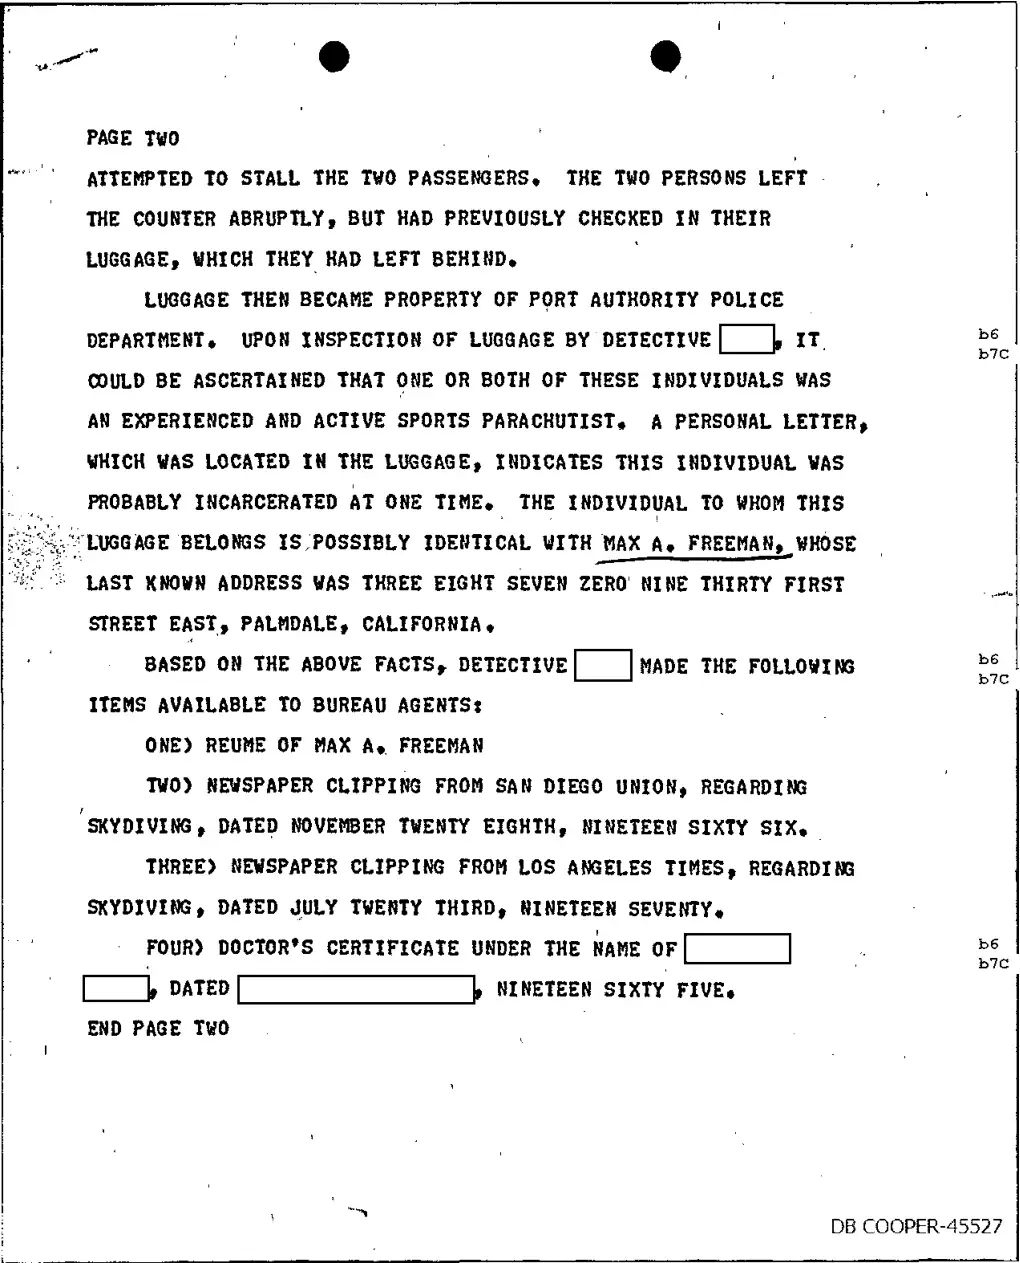 PAGE TWO
ATTEMPTED TO STALL THE TWO PASSENGERS. THE TWO PERSONS LEFT
THE COUNTER ABRUPTLY, BUT HAD PREVIOUSLY CHECKED IN THEIR
LUGGAGE, WHICH THEY HAD LEFT BEHIND.
LUGGAGE THEN BECAME PROPERTY OF PORT AUTHORITY POLICE
DEPARTMENT. UPON INSPECTION OF LUGGAGE BY DETECTIVE , IT
b6
b7C
COULD BE ASCERTAINED THAT ONE OR BOTH OF THESE INDIVIDUALS WAS
AN EXPERIENCED AND ACTIVE SPORTS PARACHUTIST. A PERSONAL LETTER,
WHICH WAS LOCATED IN THE LUGGAGE, INDICATES THIS INDIVIDUAL WAS
PROBABLY INCARCERATED AT ONE TIME. THE INDIVIDUAL TO WHOM THIS
LUGGAGE BELONGS IS POSSIBLY IDENTICAL WITH MAX A. FREEMAN, WHOSE
LAST KNOWN ADDRESS WAS THREE EIGHT SEVEN ZERO NINE THIRTY FIRST
STREET EAST, PALMDALE, CALIFORNIA.
BASED ON THE ABOVE FACTS, DETECTIVE MADE THE FOLLOWING
b6
b7C
ITEMS AVAILABLE TO BUREAU AGENTS:
ONE) REUME OF MAX A. FREEMAN
TWO) NEWSPAPER CLIPPING FROM SAN DIEGO UNION, REGARDING
SKYDIVING, DATED NOVEMBER TWENTY EIGHTH, NINETEEN SIXTY SIX.
THREE) NEWSPAPER CLIPPING FROM LOS ANGELES TIMES, REGARDING
SKYDIVING, DATED JULY TWENTY THIRD, NINETEEN SEVENTY.
FOUR) DOCTOR'S CERTIFICATE UNDER THE NAME OF
b6
b7C
, DATED , NINETEEN SIXTY FIVE.
END PAGE TWO
DB COOPER-45527